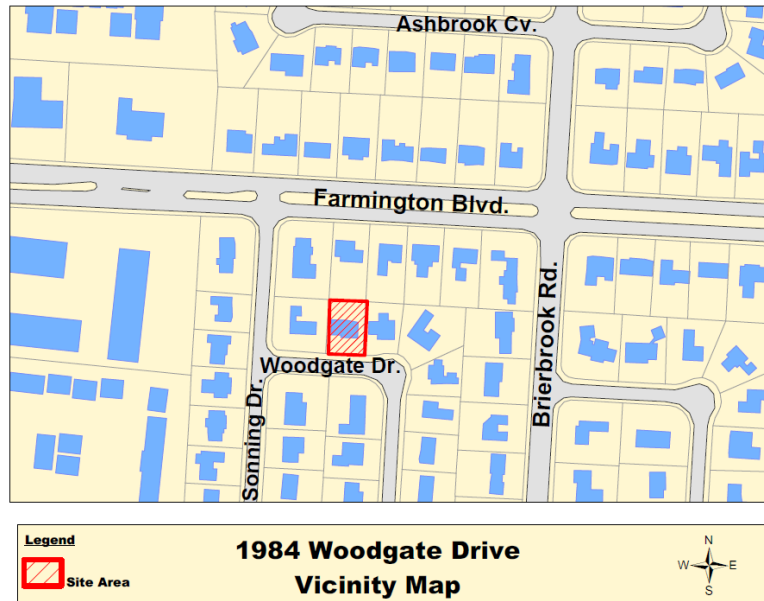 Ashbrook Cv.
Farmington Blvd.
Woodgate Dr.
Sonning Dr.
Brierbrook Rd.
Legend
Site Area
1984 Woodgate Drive
Vicinity Map
N
W E
S